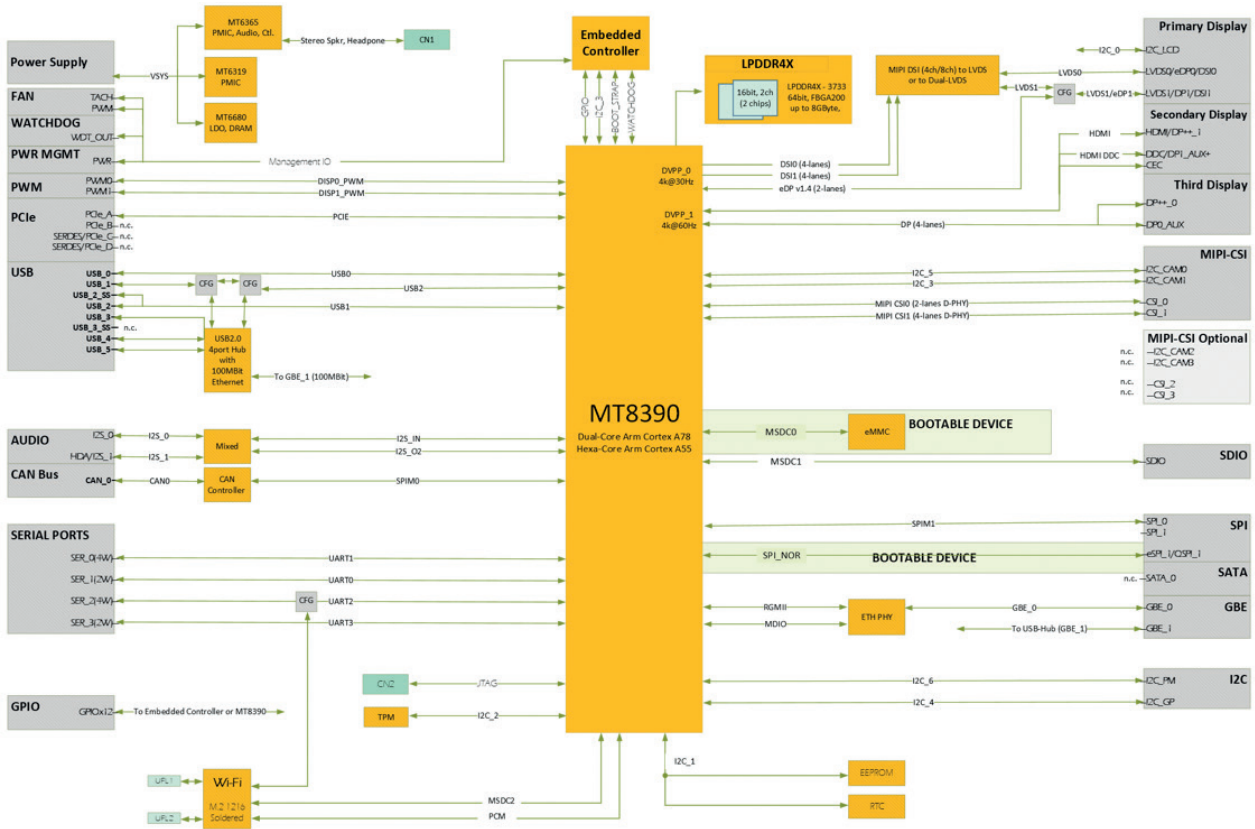 Power Supply
FAN
TACH
PWM
WATCHDOG
WDT_OUT
PWR MGMT
PWR
PWM
PWM0
PWM1
PCIe
PCIe_A
PCIe_B
n.c.
SERDES/PCIe_C
n.c.
SERDES/PCIe_D
n.c.
USB
USB_0
USB_1
USB_2_SS
USB_2
USB_3
USB_3_SS
n.c.
USB_4
USB_5
AUDIO
I2S_0
HDA/I2S_1
CAN Bus
CAN_0
SERIAL PORTS
SER_0(4W)
SER_1(2W)
SER_2(4W)
SER_3(2W)
GPIO
GPIOx12
To Embedded Controller or MT8390
MT6365
PMIC, Audio, Ctl.
Stereo Spkr, Headpone
CN1
VSYS
MT6319
PMIC
MT6680
LDO, DRAM
Management IO
DISP0_PWM
DISP1_PWM
PCIE
USB0
CFG
CFG
USB2
USB1
USB2.0
4port Hub
with
100MBit
Ethernet
To GBE_1 (100MBit)
I2S_0
I2S_1
Mixed
I2S_IN
I2S_O2
CAN0
CAN
Controller
SPIM0
UART1
UART0
CFG
UART2
UART3
CN2
JTAG
TPM
I2C_2
UFL1
UFL2
Wi-Fi
M.2 1216
Soldered
MSDC2
PCM
Embedded
Controller
GPIO
I2C_3
BOOT_STRAP
WATCHDOG
LPDDR4X
16bit, 2ch
(2 chips)
LPDDR4X - 3733
64bit, FBGA200
up to 8GByte,
MIPI DSI (4ch/8ch) to LVDS
or to Dual-LVDS
LVDS0
LVDS1
CFG
LVDS1/eDP1
DVPP_0
4k@30Hz
DSI0 (4-lanes)
DSI1 (4-lanes)
eDP v1.4 (2-lanes)
DVPP_1
4k@60Hz
HDMI
HDMI DDC
DP (4-lanes)
I2C_5
I2C_3
MIPI CSI0 (2-lanes D-PHY)
MIPI CSI1 (4-lanes D-PHY)
MT8390
Dual-Core Arm Cortex A78
Hexa-Core Arm Cortex A55
MSDC0
eMMC
BOOTABLE DEVICE
MSDC1
SPIM1
SPI_NOR
BOOTABLE DEVICE
RGMII
MDIO
ETH PHY
GBE_0
To USB-Hub (GBE_1)
I2C_6
I2C_4
I2C_1
EEPROM
RTC
Primary Display
I2C_0
I2C_LCD
LVDS0/eDP0/DSI0
LVDS1/DP1/DSI1
Secondary Display
HDMI/DP++_1
DDC/DP1_AUX+
CEC
Third Display
DP++_0
DP0_AUX
MIPI-CSI
I2C_CAM0
I2C_CAM1
CSI_0
CSI_1
MIPI-CSI Optional
n.c.
I2C_CAM2
n.c.
I2C_CAM3
n.c.
CSI_2
n.c.
CSI_3
SDIO
SDIO
SPI
SPI_0
SPI_1
eSPI_1/QSPI_1
SATA
n.c.
SATA_0
GBE
GBE_0
GBE_1
I2C
I2C_PM
I2C_GP